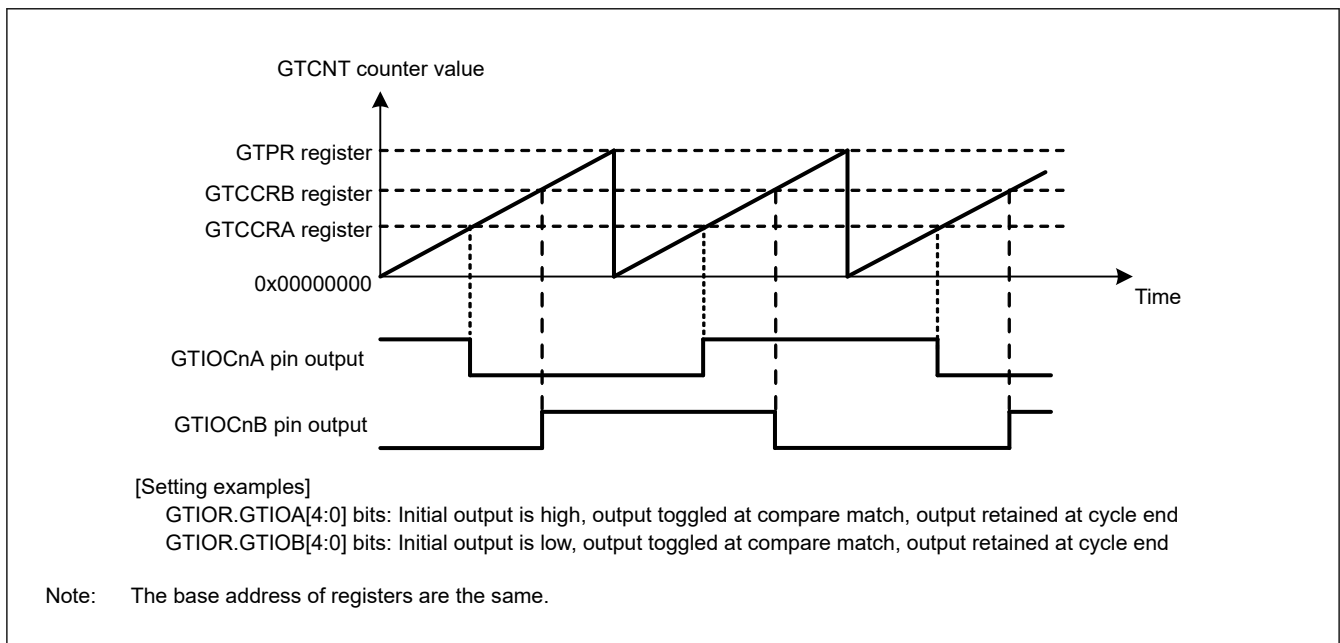 GTCNT counter value
GTPR register
GTCCRB register
GTCCRA register
0x00000000
Time
GTIOCnA pin output
GTIOCnB pin output
[Setting examples]
GTIOR.GTIOA[4:0] bits: Initial output is high, output toggled at compare match, output retained at cycle end
GTIOR.GTIOB[4:0] bits: Initial output is low, output toggled at compare match, output retained at cycle end
Note: The base address of registers are the same.